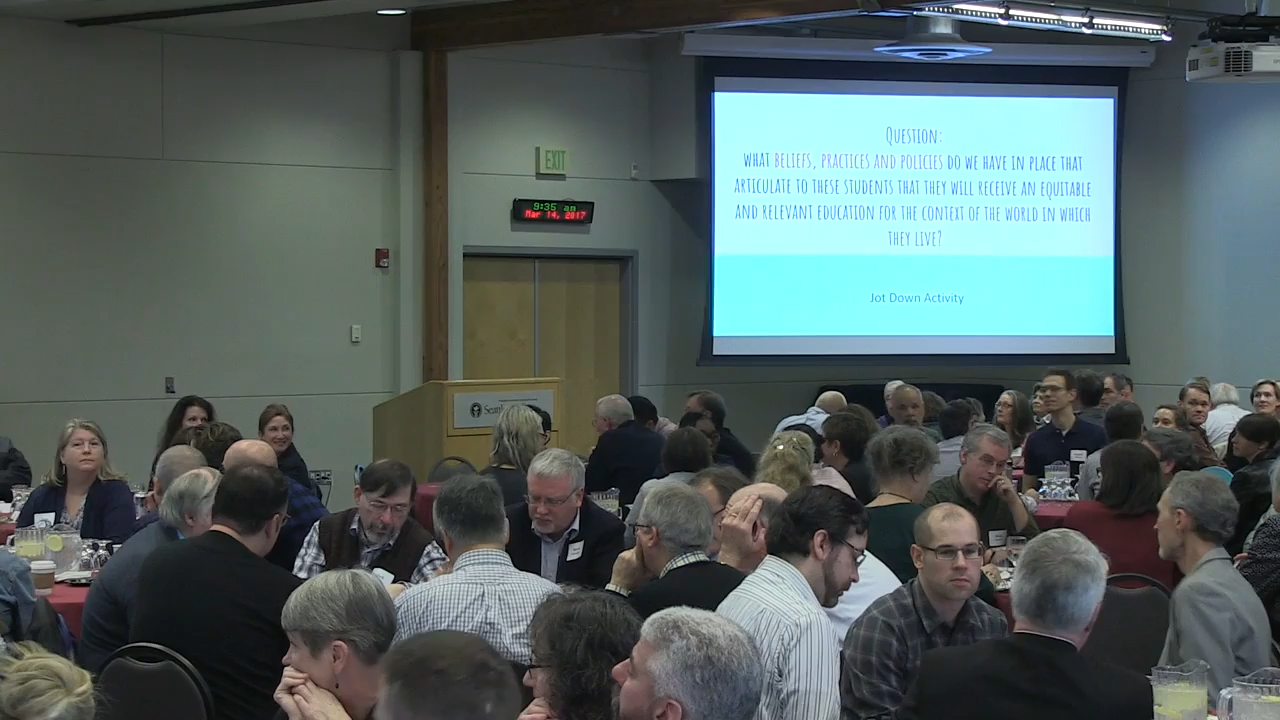 Question:
what beliefs, practices and policies do we have in place that
articulate to these students that they will receive an equitable
and relevant education for the context of the world in which
they live?
Jot Down Activity
EXIT
9:35 am
Mar 14, 2017